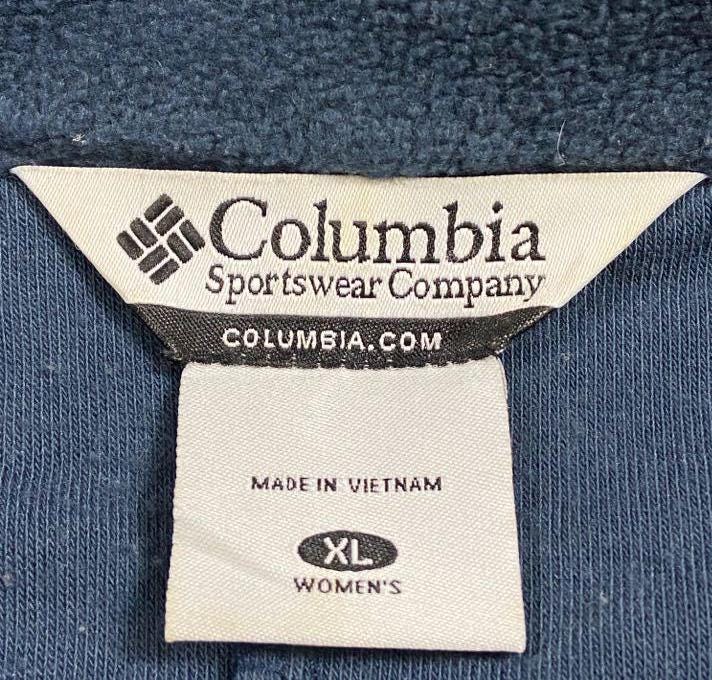 Columbia
Sportswear Company
COLUMBIA.COM
MADE IN VIETNAM
XL
WOMEN'S